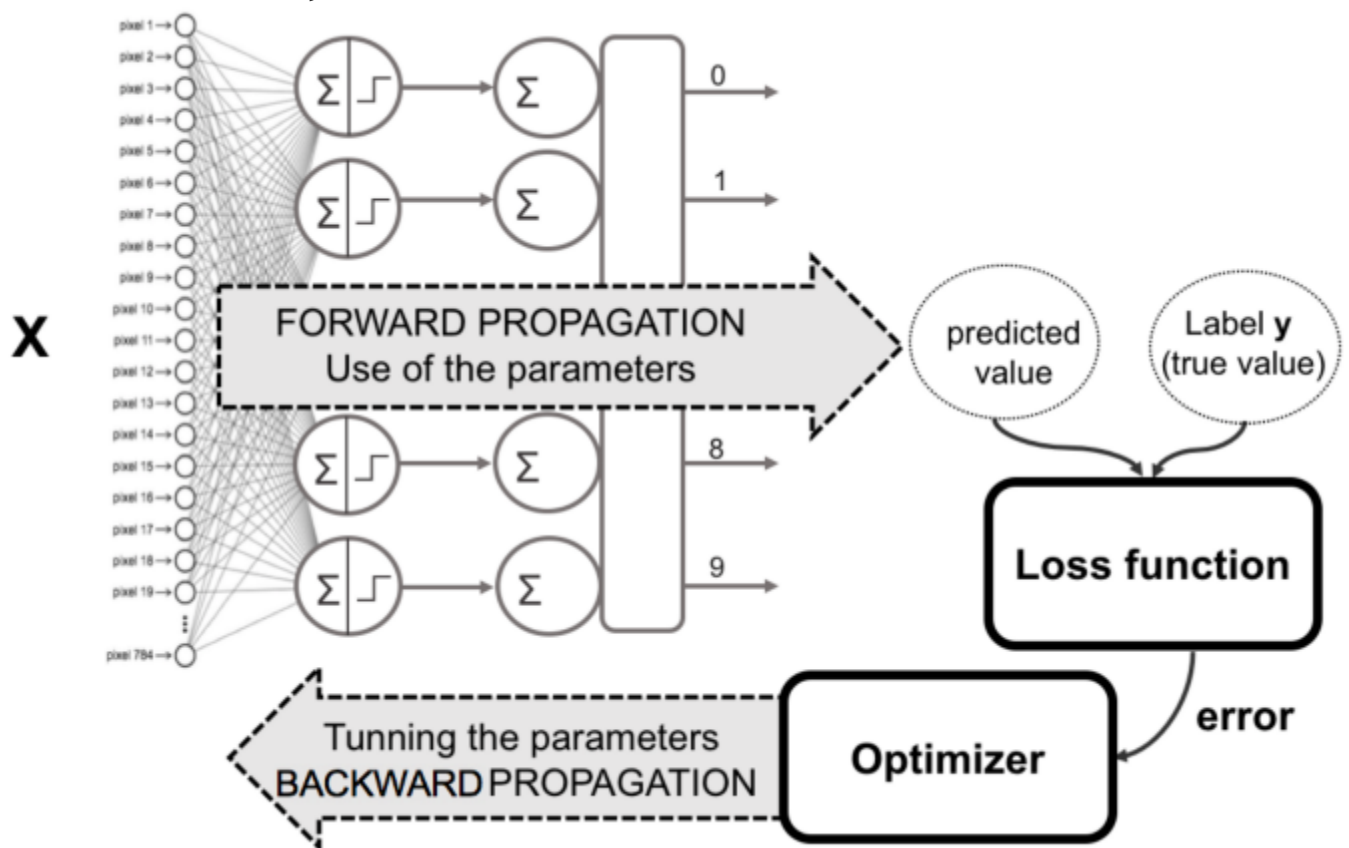 pixel 1
pixel 2
pixel 3
pixel 4
pixel 5
pixel 6
pixel 7
pixel 8
pixel 9
pixel 10
pixel 11
pixel 12
pixel 13
pixel 14
pixel 15
pixel 16
pixel 17
pixel 18
pixel 19
...
pixel 784
X
Σ
Σ
0
Σ
Σ
1
FORWARD PROPAGATION
Use of the parameters
Σ
Σ
8
Σ
Σ
9
predicted
value
Label y
(true value)
Loss function
error
Optimizer
Tunning the parameters
BACKWARD PROPAGATION